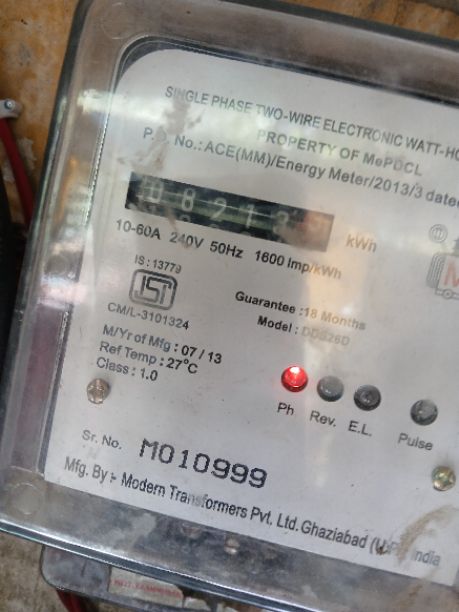 SINGLE PHASE TWO-WIRE ELECTRONIC WATT-HO
PROPERTY OF MePDCL
No.: ACE(MM)/Energy Meter/2013/3 dated
kWh
10-60A 240V 50Hz 1600 Imp/kWh
IS : 13779
ISI
CM/L-3101324
Guarantee : 18 Months
Model :
M/Yr of Mfg : 07 / 13
Ref Temp : 27°C
Class : 1.0
Ph Rev. E.L. Pulse
Sr. No. M010999
Mfg. By :- Modern Transformers Pvt. Ltd. Ghaziabad (U.P.) India